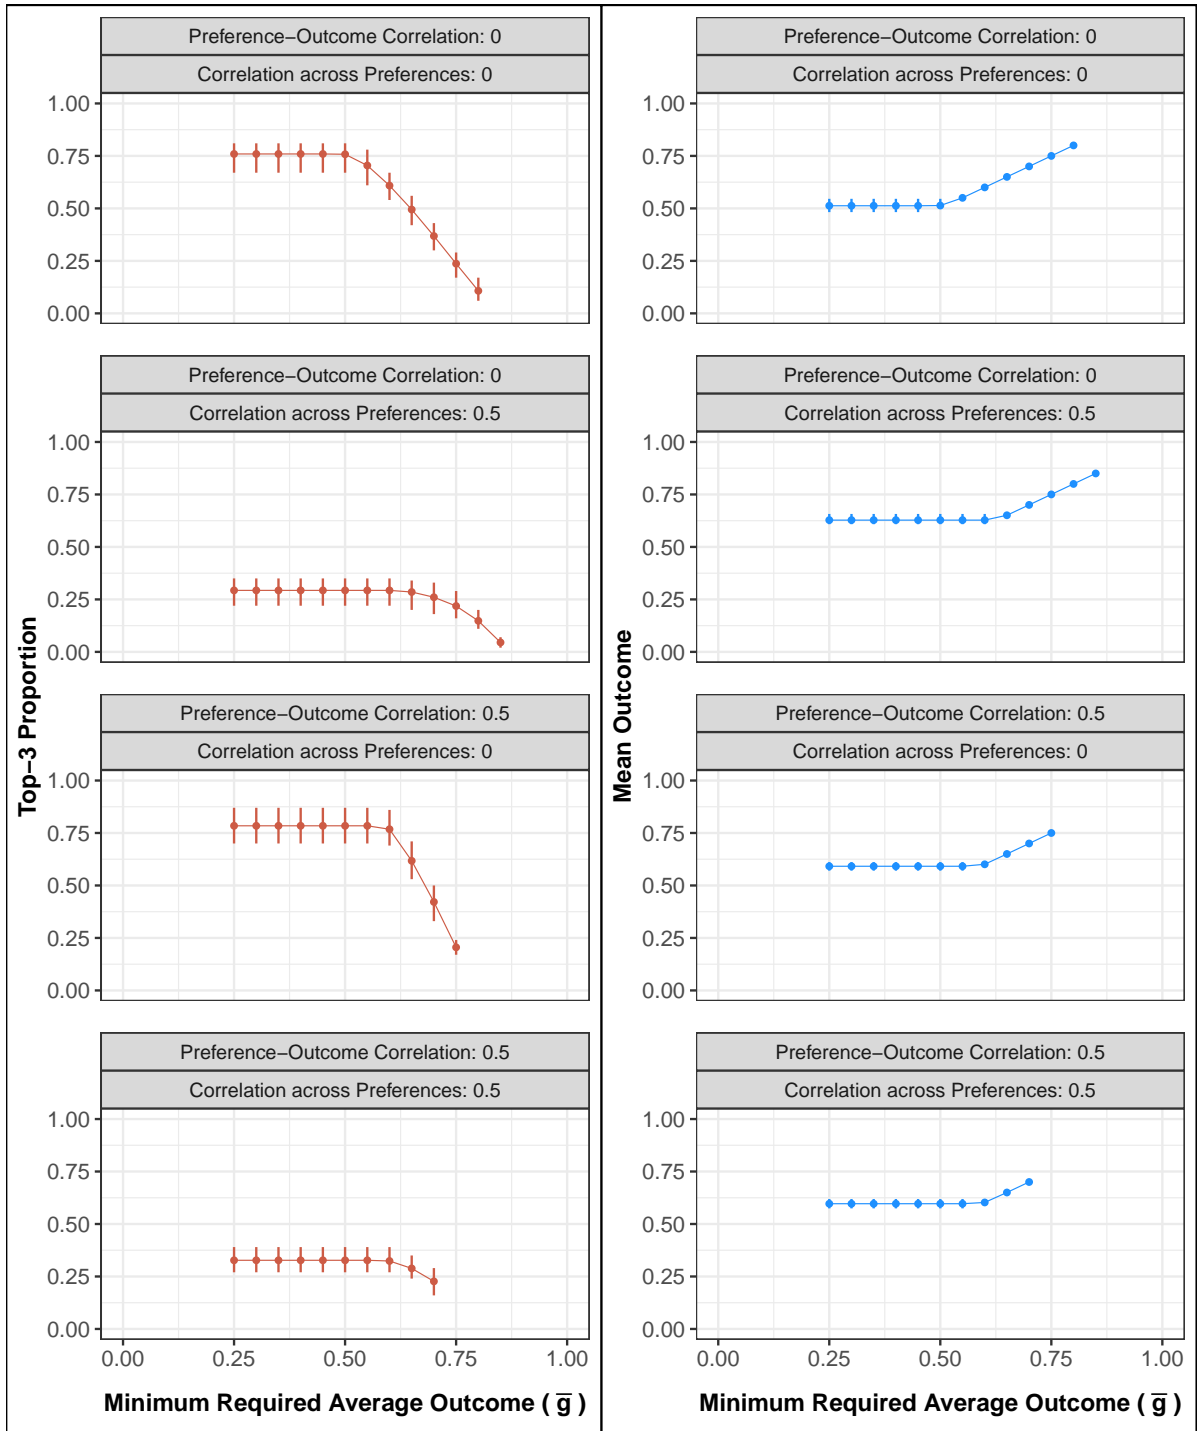 Preference−Outcome Correlation: 0
Correlation across Preferences: 0
1.00
0.75
0.50
0.25
0.00
Preference−Outcome Correlation: 0
Correlation across Preferences: 0.5
1.00
0.75
0.50
0.25
0.00
Preference−Outcome Correlation: 0.5
Correlation across Preferences: 0
1.00
0.75
0.50
0.25
0.00
Preference−Outcome Correlation: 0.5
Correlation across Preferences: 0.5
1.00
0.75
0.50
0.25
0.00
0.00 0.25 0.50 0.75 1.00
Top−3 Proportion
Minimum Required Average Outcome ( g̅ )
Preference−Outcome Correlation: 0
Correlation across Preferences: 0
1.00
0.75
0.50
0.25
0.00
Preference−Outcome Correlation: 0
Correlation across Preferences: 0.5
1.00
0.75
0.50
0.25
0.00
Preference−Outcome Correlation: 0.5
Correlation across Preferences: 0
1.00
0.75
0.50
0.25
0.00
Preference−Outcome Correlation: 0.5
Correlation across Preferences: 0.5
1.00
0.75
0.50
0.25
0.00
0.00 0.25 0.50 0.75 1.00
Mean Outcome
Minimum Required Average Outcome ( g̅ )